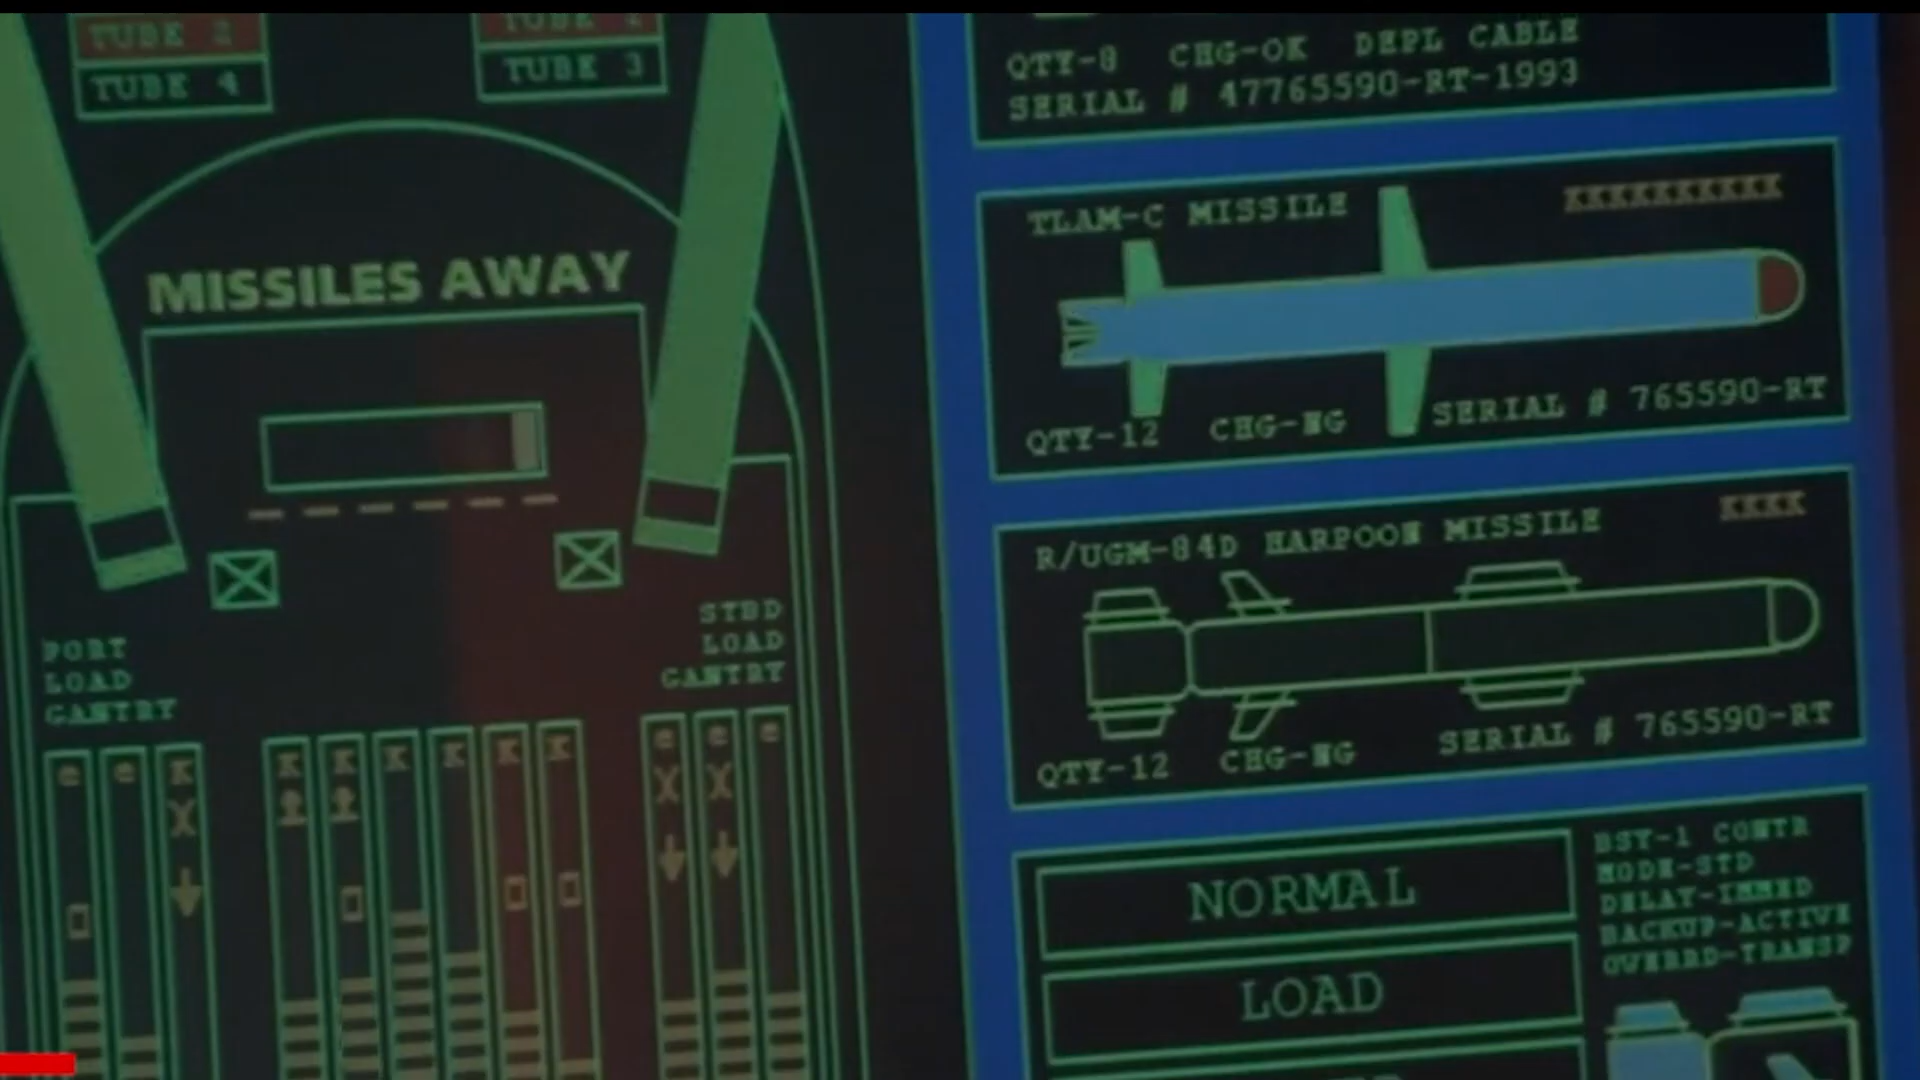 TUBE 2
TUBE 4
TUBE 3
MISSILES AWAY
PORT
LOAD
GANTRY
STBD
LOAD
GANTRY
QTY-8 CHG-OK DEPL CABLE
SERIAL # 47765590-RT-1993
TLAM-C MISSILE KKKKKKKKKK
QTY-12 CHG-NG SERIAL # 765590-RT
R/UGM-84D HARPOON MISSILE KKKK
QTY-12 CHG-NG SERIAL # 765590-RT
NORMAL
LOAD
BSY-1 CONTR
MODE-STD
DELAY-IMMED
BACKUP-ACTIVE
OVERRD-TRANSP